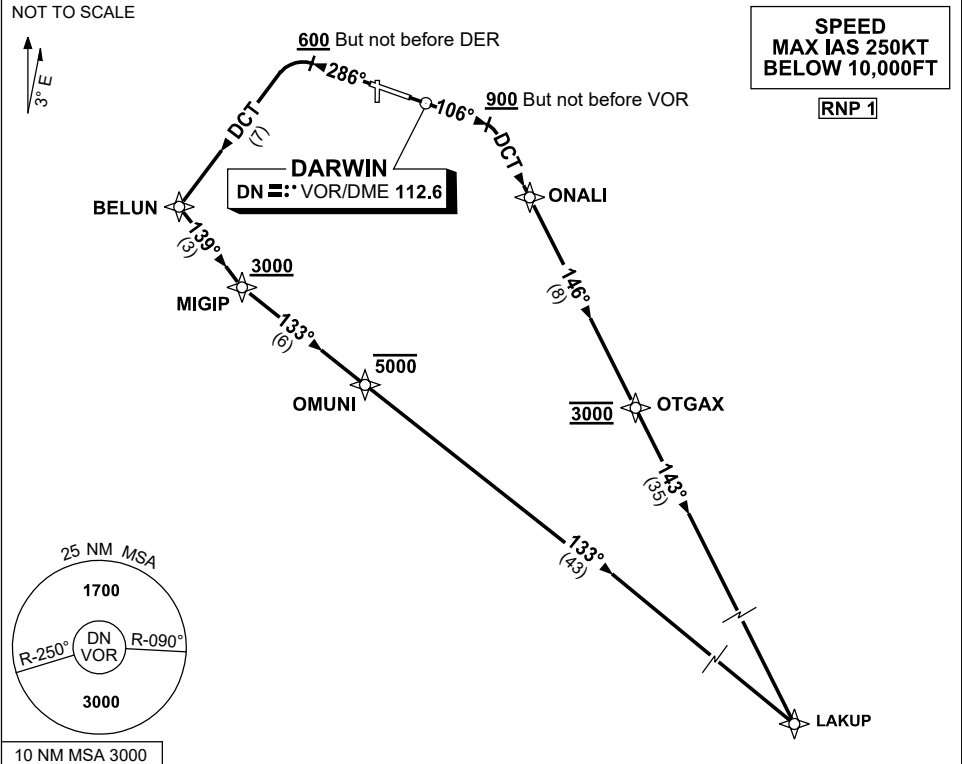 NOT TO SCALE
3° E
SPEED
MAX IAS 250KT
BELOW 10,000FT
RNP 1
600 But not before DER
286°
106°
900 But not before VOR
DCT
(7)
DCT
DARWIN
DN VOR/DME 112.6
BELUN
ONALI
139°
(3)
3000
MIGIP
146°
(8)
133°
(6)
5000
OMUNI
3000
OTGAX
143°
(35)
133°
(43)
25 NM MSA
1700
DN
VOR
R-250°
R-090°
3000
LAKUP
10 NM MSA 3000